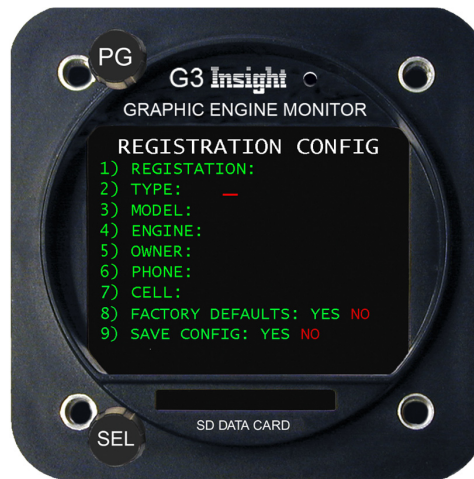 PG
G3 Insight
GRAPHIC ENGINE MONITOR
REGISTRATION CONFIG
1) REGISTATION:
2) TYPE: _
3) MODEL:
4) ENGINE:
5) OWNER:
6) PHONE:
7) CELL:
8) FACTORY DEFAULTS: YES NO
9) SAVE CONFIG: YES NO
SD DATA CARD
SEL